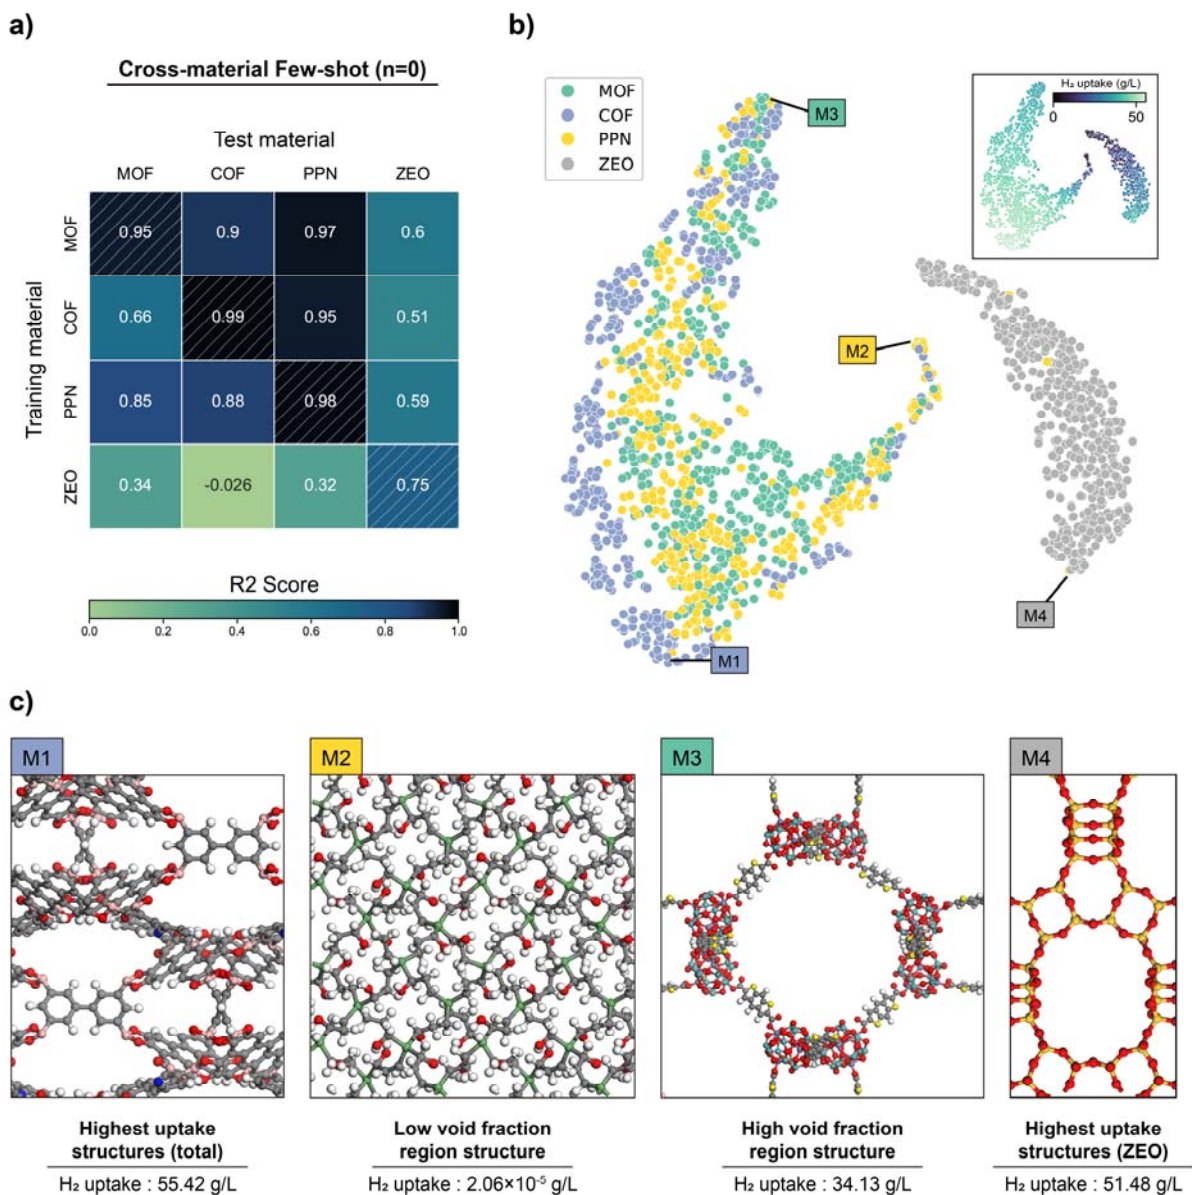 a)
Cross-material Few-shot (n=0)
Test material
MOF COF PPN ZEO
Training material
MOF 0.95 0.9 0.97 0.6
COF 0.66 0.99 0.95 0.51
PPN 0.85 0.88 0.98 0.59
ZEO 0.34 -0.026 0.32 0.75
R2 Score
0.0 0.2 0.4 0.6 0.8 1.0
b)
MOF
COF
PPN
ZEO
H₂ uptake (g/L)
0 50
M3
M2
M4
M1
c)
M1
M2
M3
M4
Highest uptake
structures (total)
H₂ uptake : 55.42 g/L
Low void fraction
region structure
H₂ uptake : 2.06×10⁻⁵ g/L
High void fraction
region structure
H₂ uptake : 34.13 g/L
Highest uptake
structures (ZEO)
H₂ uptake : 51.48 g/L